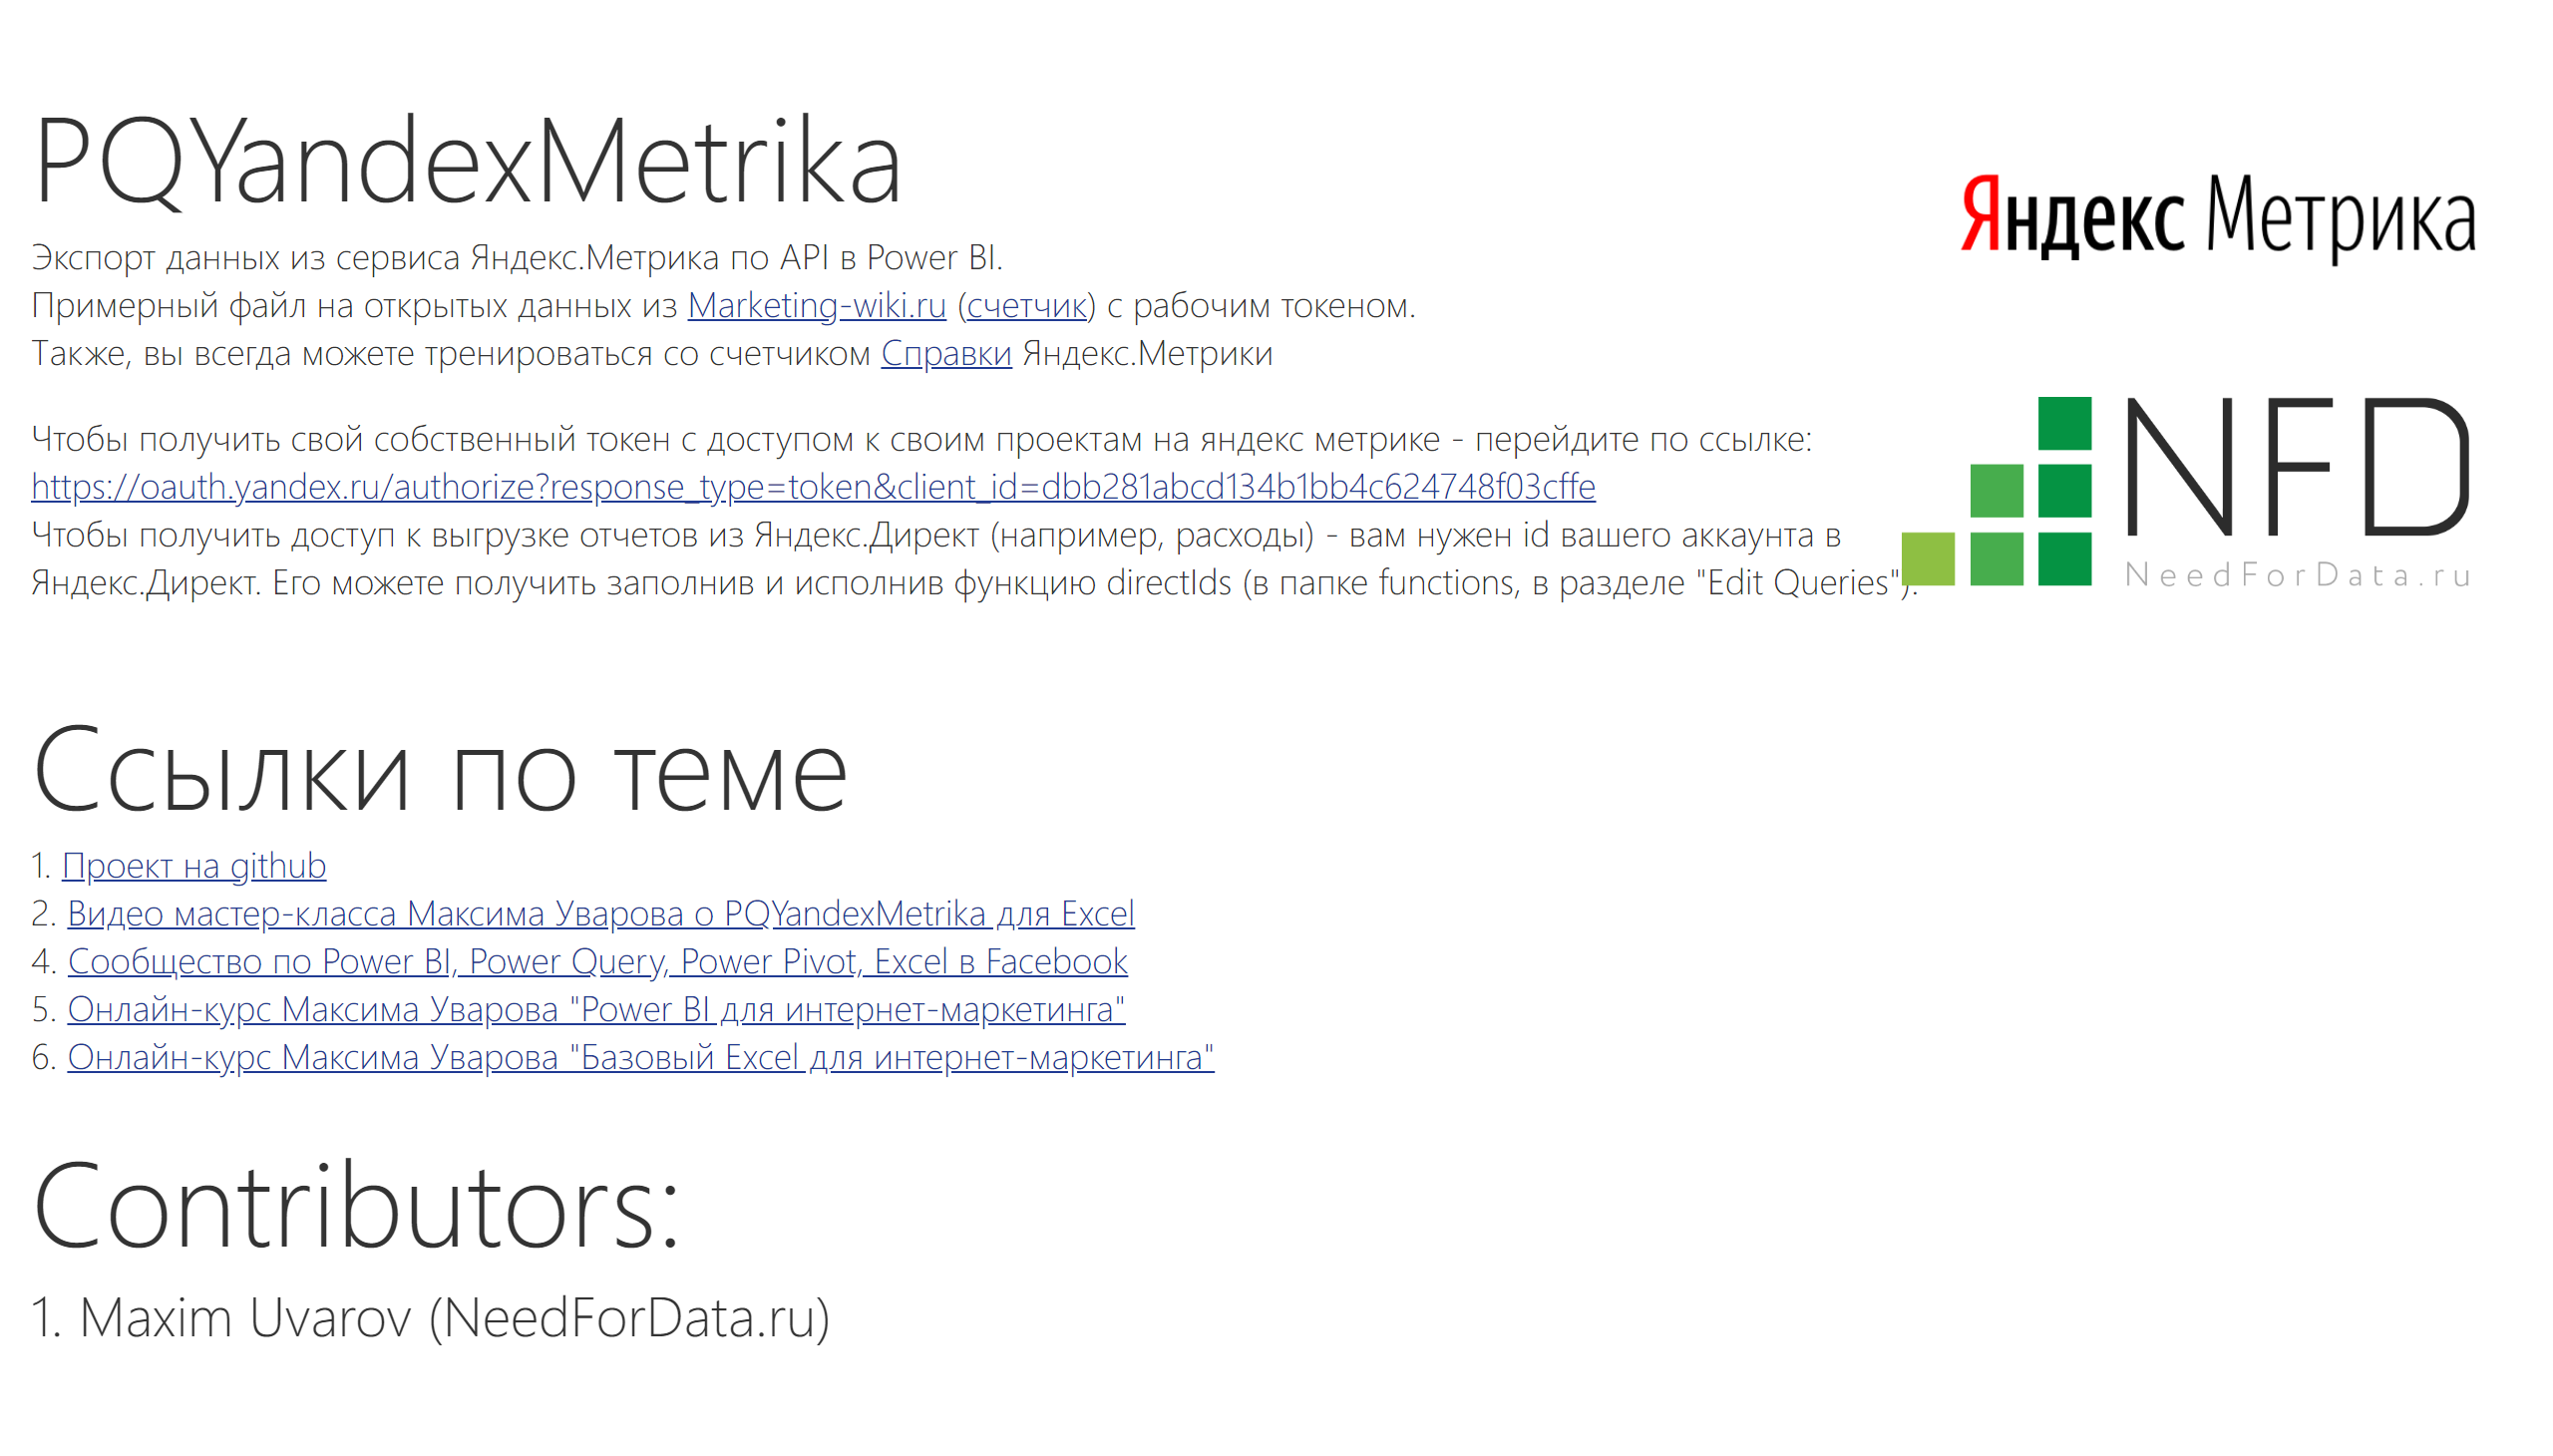 PQYandexMetrika
Яндекс Метрика
Экспорт данных из сервиса Яндекс.Метрика по API в Power BI.
Примерный файл на открытых данных из Marketing-wiki.ru (счетчик) с рабочим токеном.
Также, вы всегда можете тренироваться со счетчиком Справки Яндекс.Метрики
Чтобы получить свой собственный токен с доступом к своим проектам на яндекс метрике - перейдите по ссылке:
https://oauth.yandex.ru/authorize?response_type=token&client_id=dbb281abcd134b1bb4c624748f03cffe
Чтобы получить доступ к выгрузке отчетов из Яндекс.Директ (например, расходы) - вам нужен id вашего аккаунта в
Яндекс.Директ. Его можете получить заполнив и исполнив функцию directIds (в папке functions, в разделе "Edit Queries").
NFD
NeedForData.ru
Ссылки по теме
1. Проект на github
2. Видео мастер-класса Максима Уварова о PQYandexMetrika для Excel
4. Сообщество по Power BI, Power Query, Power Pivot, Excel в Facebook
5. Онлайн-курс Максима Уварова "Power BI для интернет-маркетинга"
6. Онлайн-курс Максима Уварова "Базовый Excel для интернет-маркетинга"
Contributors:
1. Maxim Uvarov (NeedForData.ru)